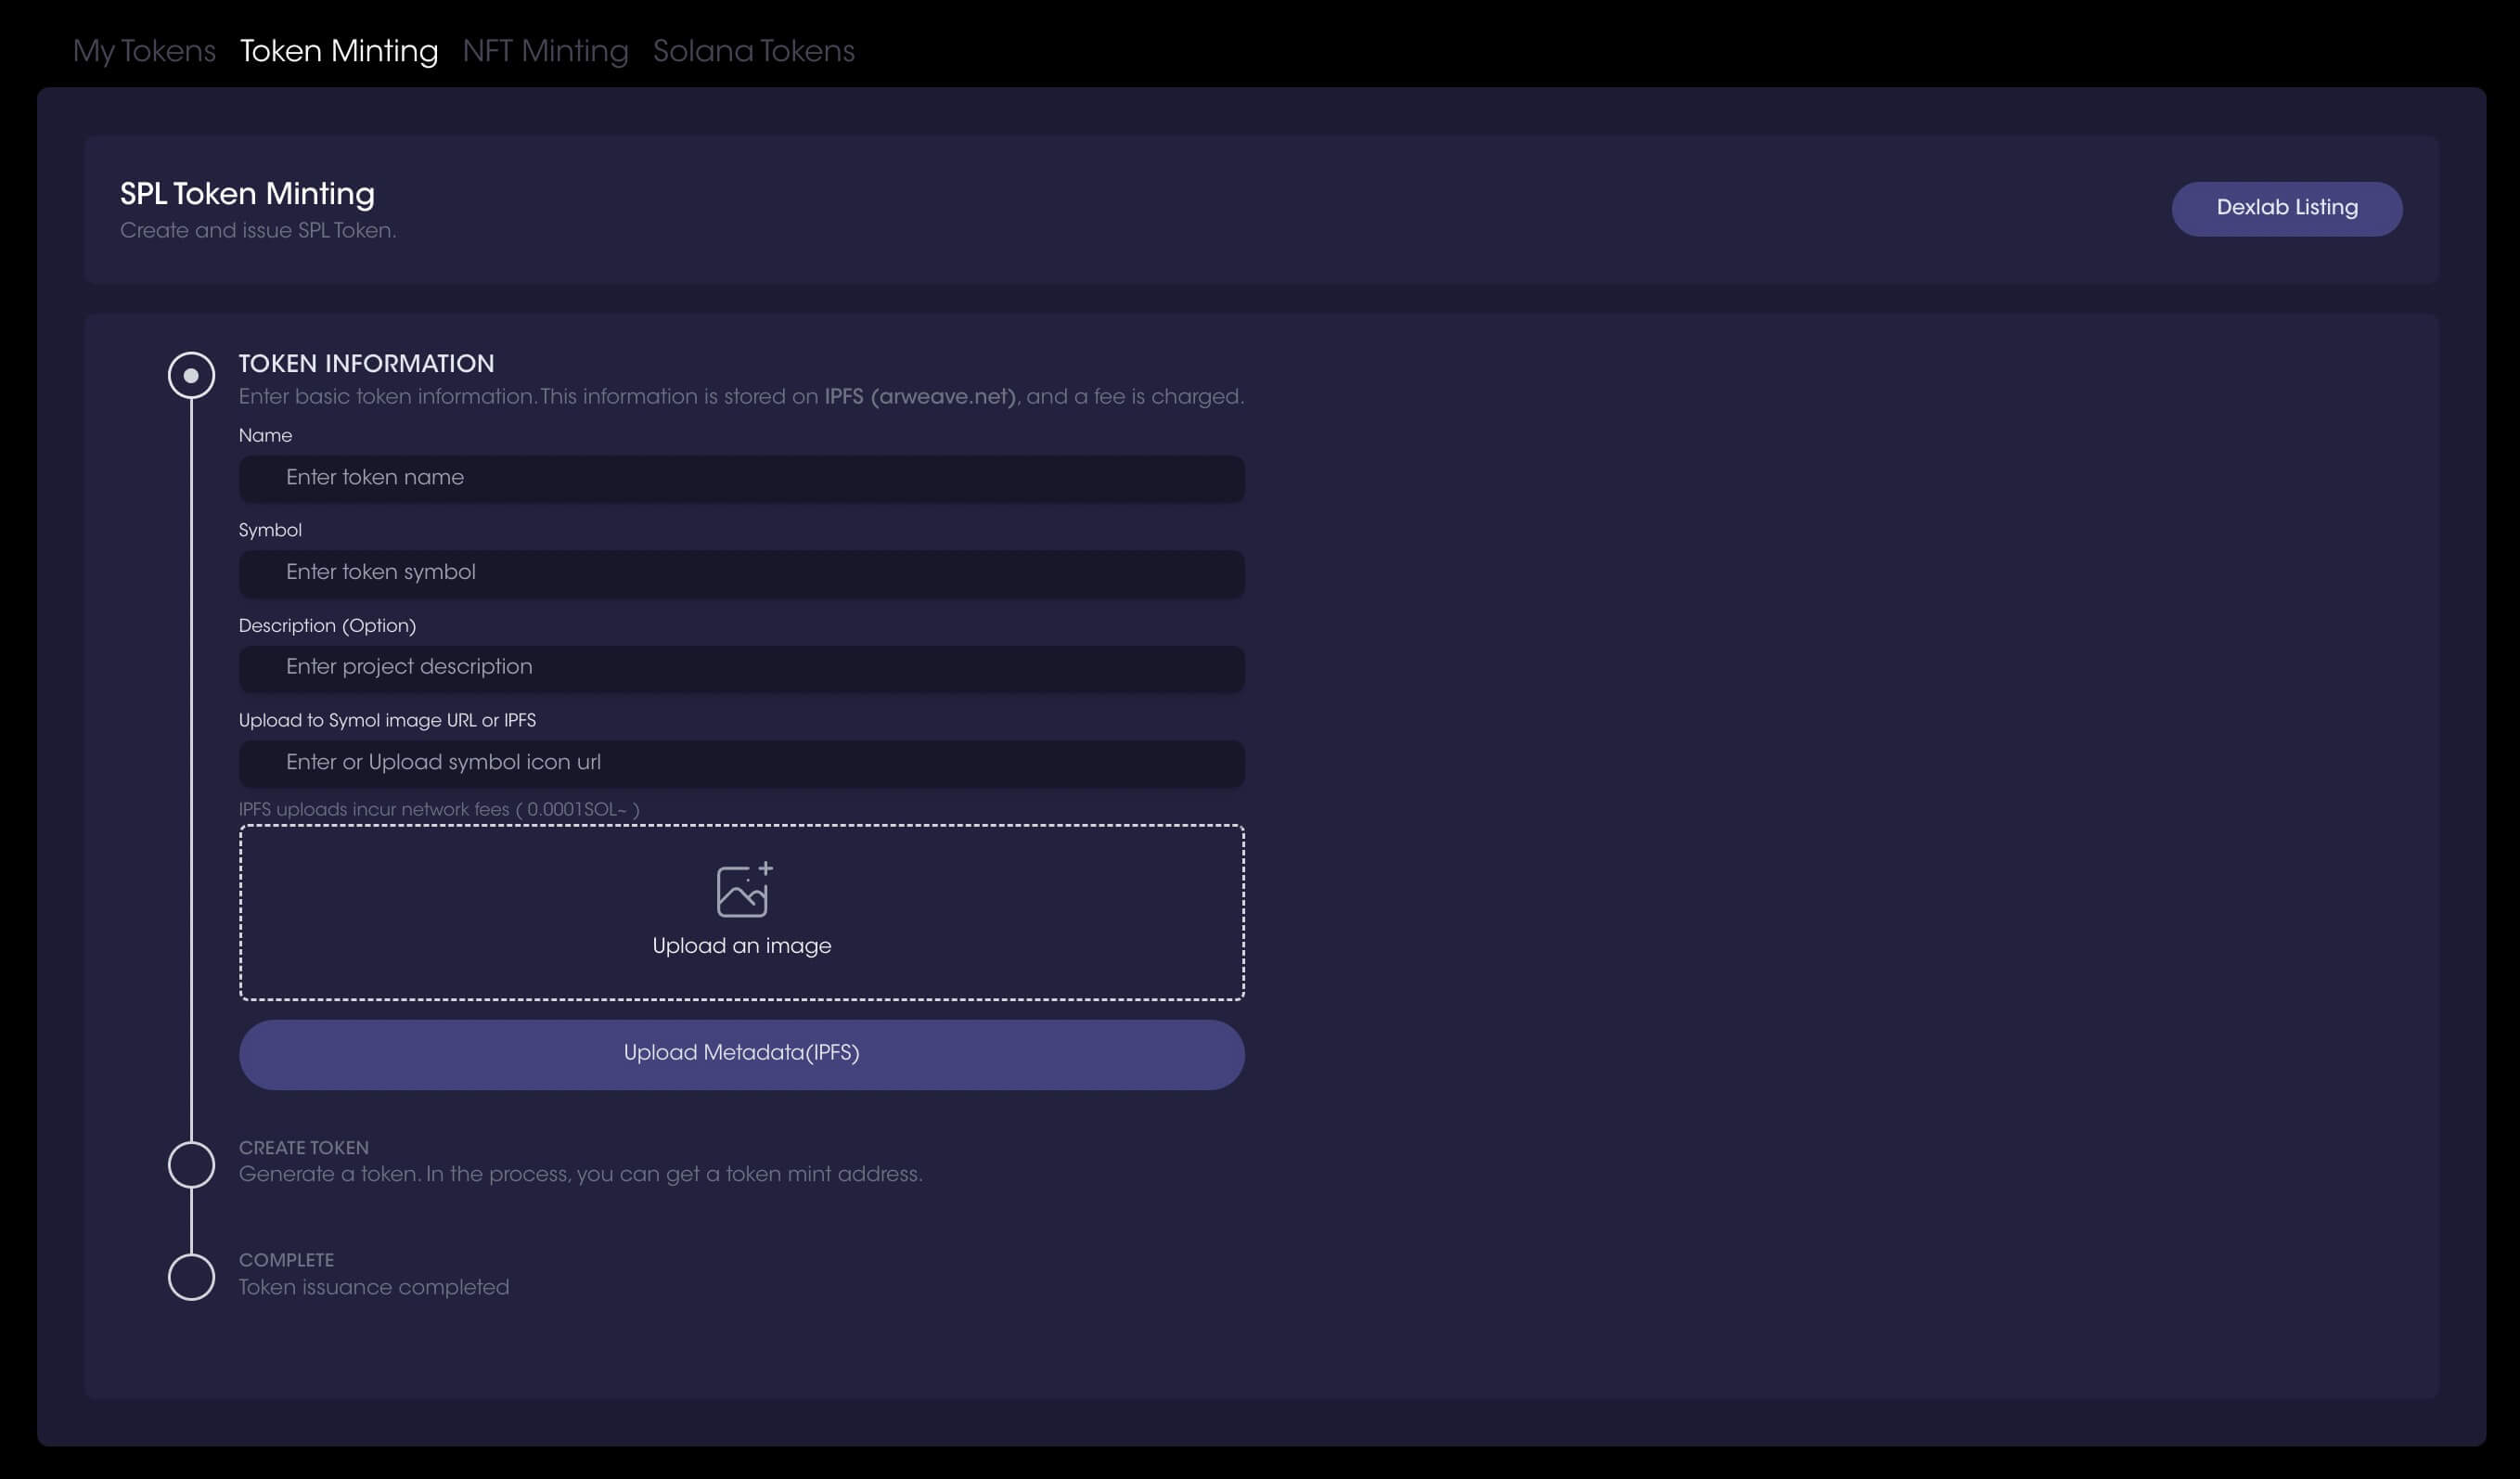 My Tokens Token Minting NFT Minting Solana Tokens
SPL Token Minting
Create and issue SPL Token.
Dexlab Listing
TOKEN INFORMATION
Enter basic token information. This information is stored on IPFS (arweave.net), and a fee is charged.
Name
Enter token name
Symbol
Enter token symbol
Description (Option)
Enter project description
Upload to Symol image URL or IPFS
Enter or Upload symbol icon url
IPFS uploads incur network fees ( 0.0001SOL~ )
Upload an image
Upload Metadata(IPFS)
CREATE TOKEN
Generate a token. In the process, you can get a token mint address.
COMPLETE
Token issuance completed